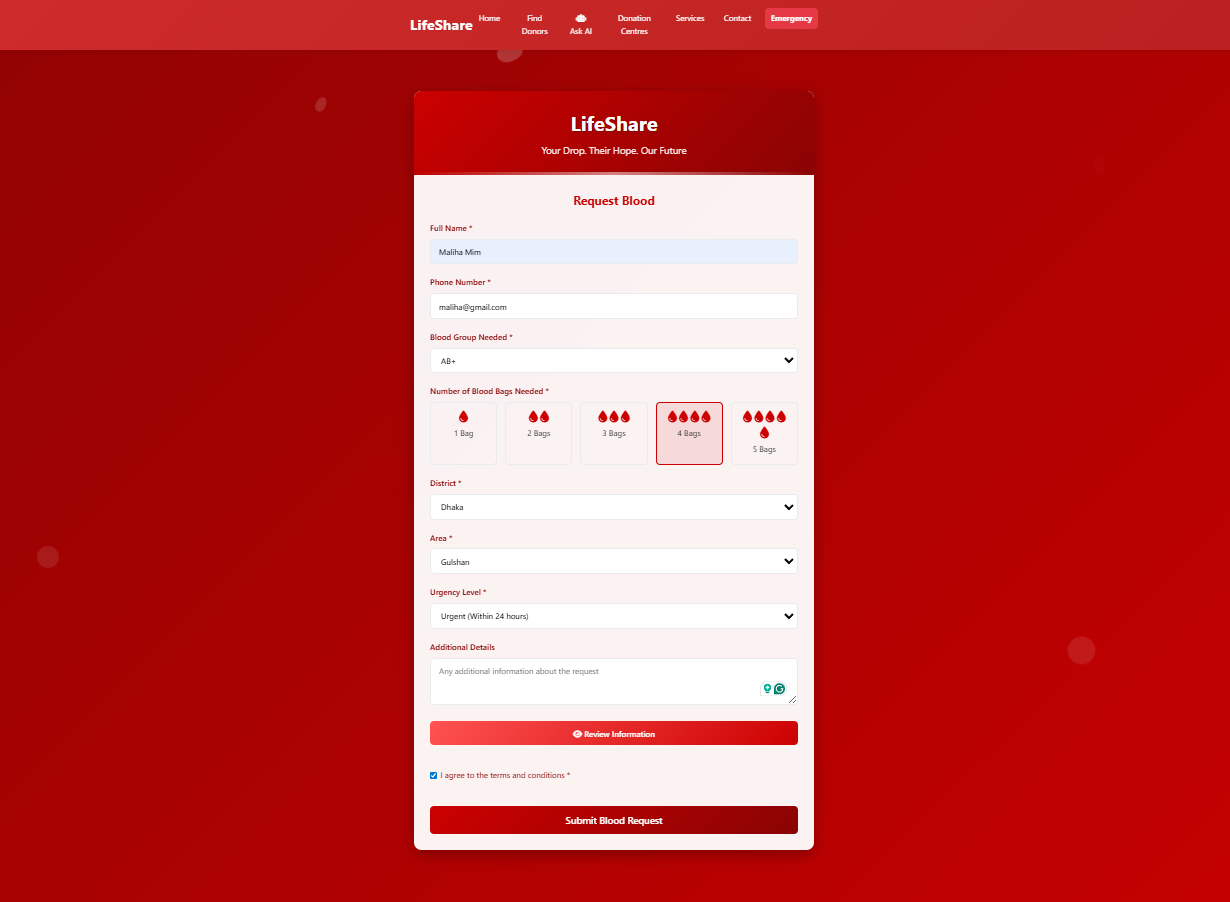 LifeShare
Home
Find Donors
Ask AI
Donation Centres
Services
Contact
Emergency
LifeShare
Your Drop. Their Hope. Our Future
Request Blood
Full Name *
Maliha Mim
Phone Number *
maliha@gmail.com
Blood Group Needed *
AB+
Number of Blood Bags Needed *
1 Bag
2 Bags
3 Bags
4 Bags
5 Bags
District *
Dhaka
Area *
Gulshan
Urgency Level *
Urgent (Within 24 hours)
Additional Details
Any additional information about the request
Review Information
I agree to the terms and conditions *
Submit Blood Request